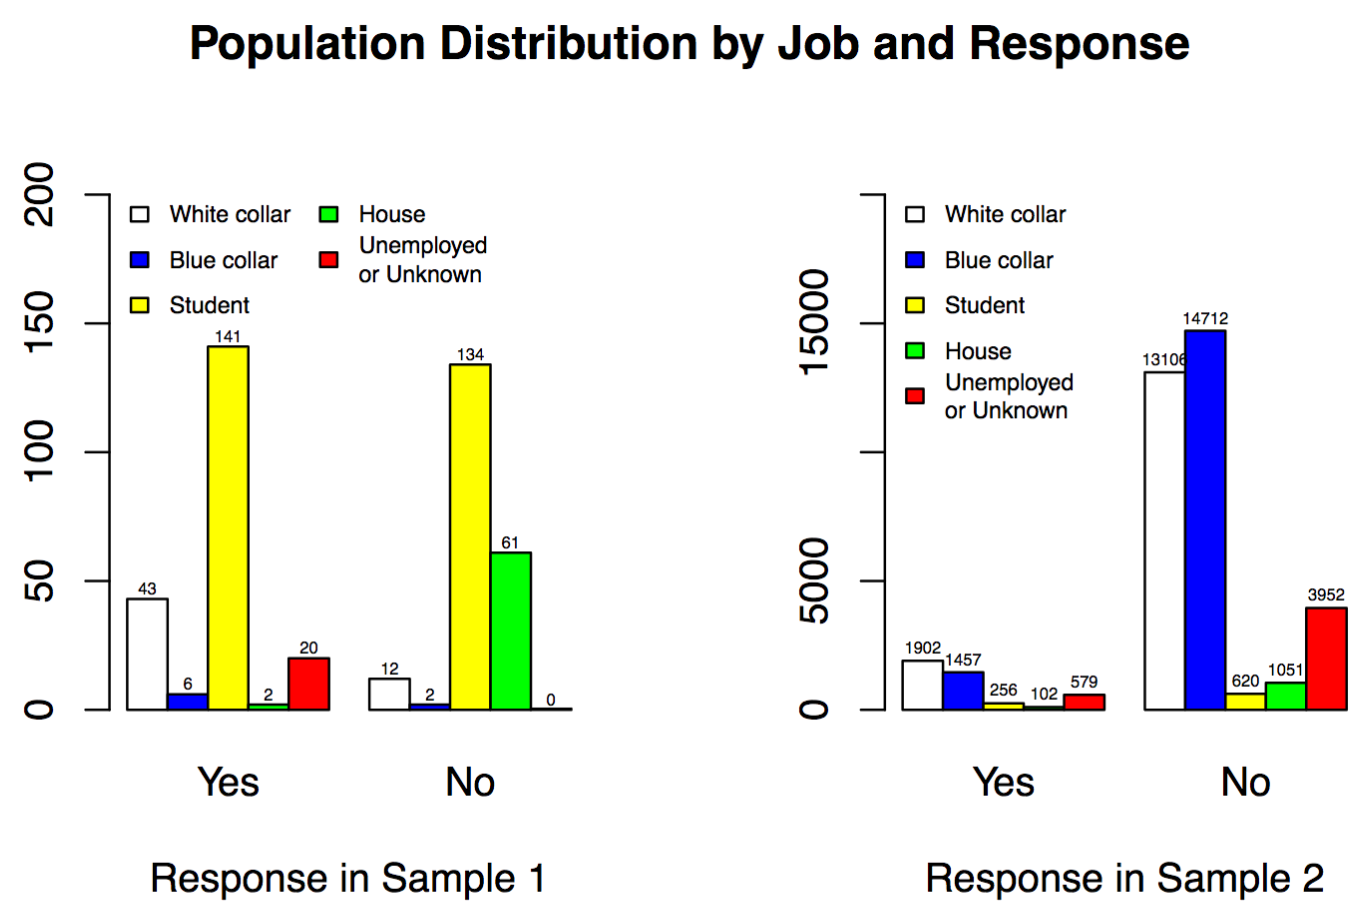 Population Distribution by Job and Response
200
150
100
50
0
White collar
Blue collar
Student
House
Unemployed
or Unknown
43
6
141
2
20
12
2
134
61
0
Yes
No
Response in Sample 1
15000
5000
0
White collar
Blue collar
Student
House
Unemployed
or Unknown
1902
1457
256
102
579
13106
14712
620
1051
3952
Yes
No
Response in Sample 2